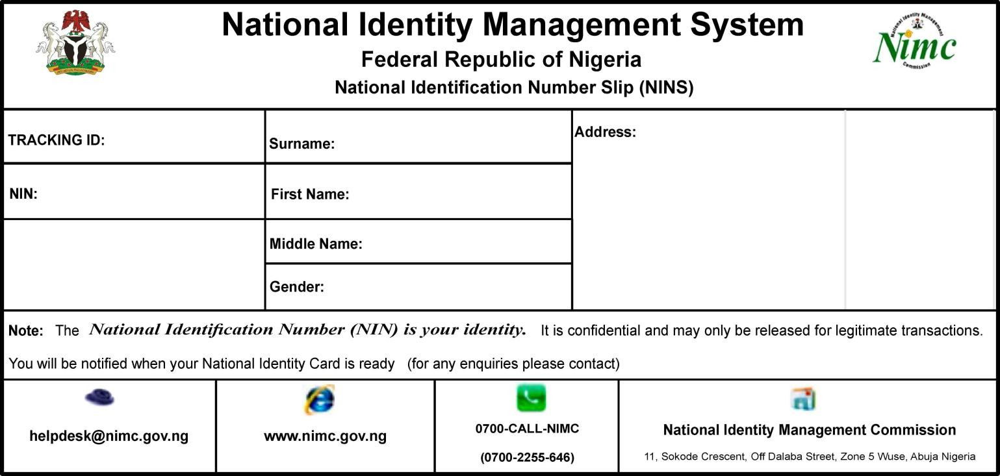 National Identity Management System
Federal Republic of Nigeria
National Identification Number Slip (NINS)
National Identity Management
Nimc
Commission
TRACKING ID:
Surname:
Address:
NIN:
First Name:
Middle Name:
Gender:
Note: The National Identification Number (NIN) is your identity. It is confidential and may only be released for legitimate transactions.
You will be notified when your National Identity Card is ready (for any enquiries please contact)
helpdesk@nimc.gov.ng
www.nimc.gov.ng
0700-CALL-NIMC
(0700-2255-646)
National Identity Management Commission
11, Sokode Crescent, Off Dalaba Street, Zone 5 Wuse, Abuja Nigeria